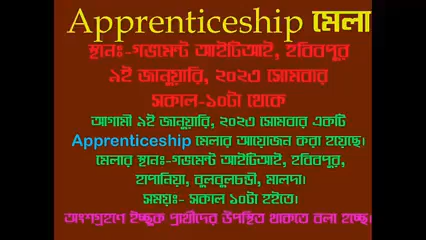 Apprenticeship মেলা
স্থানঃ-গভমেন্ট আইটিআই, হবিবপুর
৯ই জানুয়ারি, ২০২৩ সোমবার
সকাল-১০টা থেকে
আগামী ৯ই জানুয়ারি, ২০২৩ সোমবার একটি
Apprenticeship মেলার আয়োজন করা হয়েছে।
মেলার স্থানঃ-গভমেন্ট আইটিআই, হবিবপুর,
হাপানিয়া, বুলবুলচন্ডী, মালদা।
সময়ঃ- সকাল ১০টা হইতে।
অংশগ্রহণে ইচ্ছুক প্রার্থীদের উপস্থিত থাকতে বলা হচ্ছে।